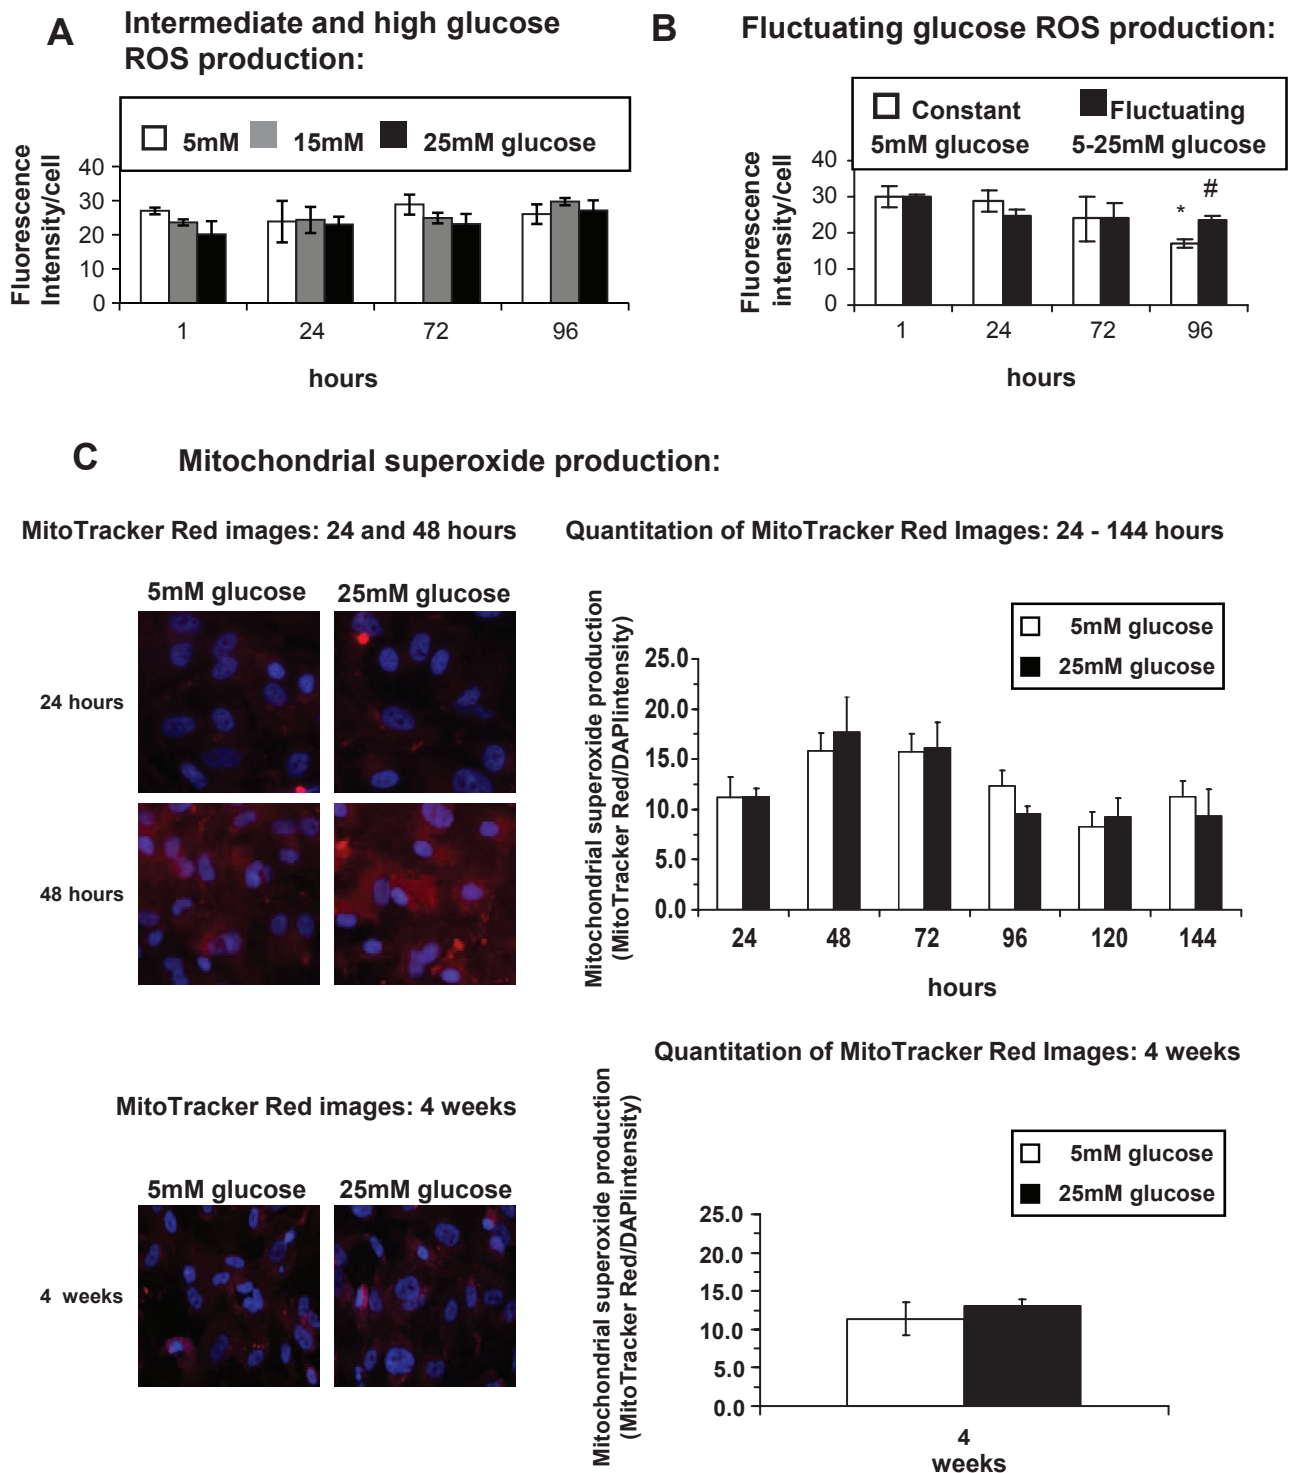 A
Intermediate and high glucose
ROS production:
5mM 15mM 25mM glucose
Fluorescence
Intensity/cell
40
30
20
10
0
1 24 72 96
hours
B
Fluctuating glucose ROS production:
Constant
5mM glucose
Fluctuating
5-25mM glucose
Fluorescence
intensity/cell
40
30
20
10
0
* #
1 24 72 96
hours
C
Mitochondrial superoxide production:
MitoTracker Red images: 24 and 48 hours
5mM glucose 25mM glucose
24 hours
48 hours
Quantitation of MitoTracker Red Images: 24 - 144 hours
Mitochondrial superoxide production
(MitoTracker Red/DAPIintensity)
5mM glucose
25mM glucose
25.0
20.0
15.0
10.0
5.0
0.0
24 48 72 96 120 144
hours
MitoTracker Red images: 4 weeks
5mM glucose 25mM glucose
4 weeks
Quantitation of MitoTracker Red Images: 4 weeks
Mitochondrial superoxide production
(MitoTracker Red/DAPIintensity)
5mM glucose
25mM glucose
25.0
20.0
15.0
10.0
5.0
0.0
4
weeks